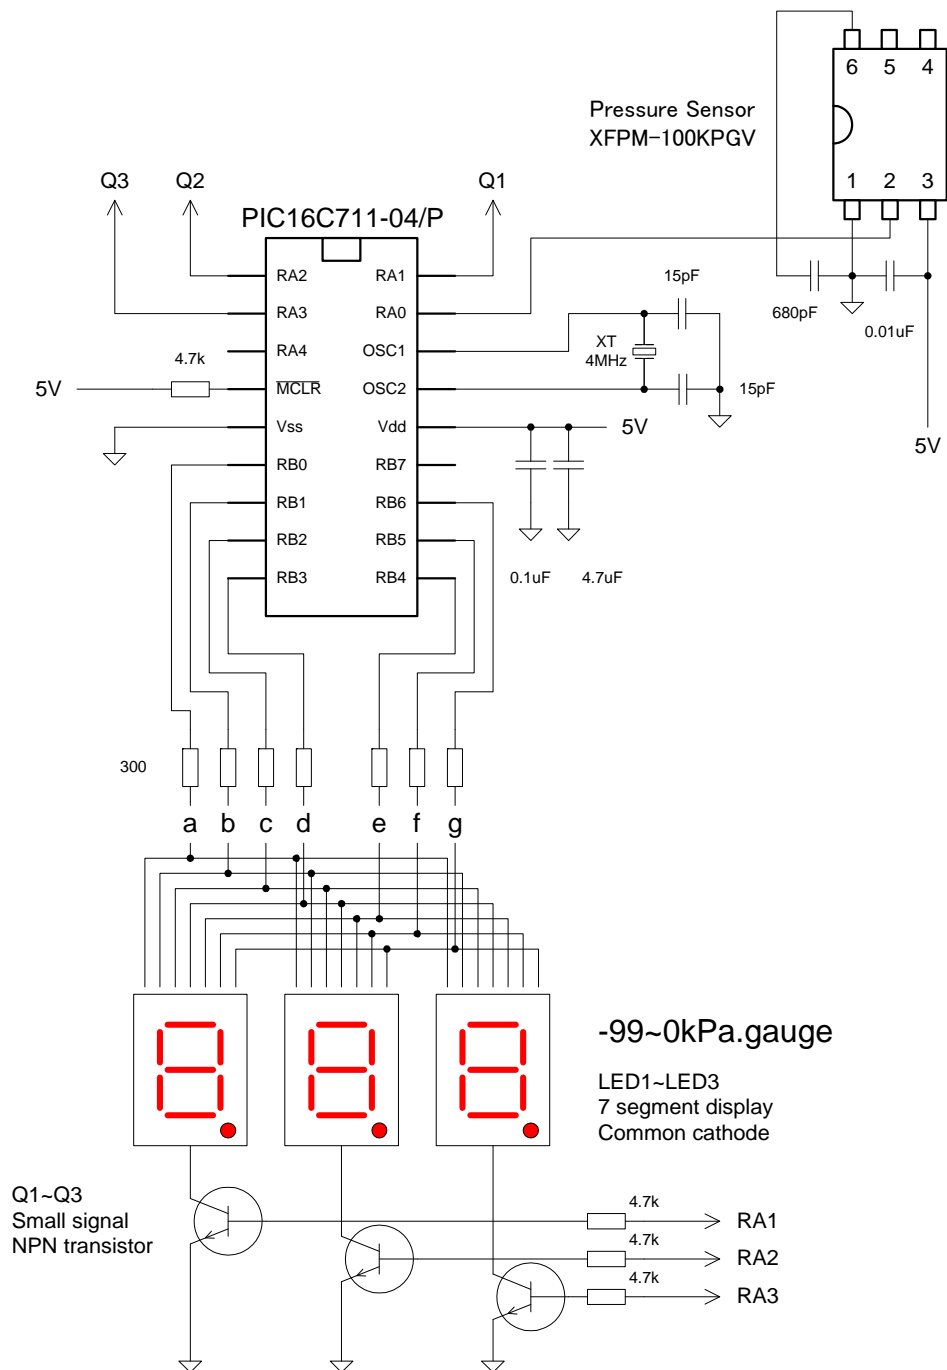 6 5 4
Pressure Sensor
XFPM-100KPGV
1 2 3
Q3
Q2
Q1
PIC16C711-04/P
RA2
RA1
15pF
680pF
0.01uF
RA3
RA0
RA4
OSC1
XT
4MHz
4.7k
5V
MCLR
OSC2
15pF
Vss
Vdd
5V
5V
RB0
RB7
RB1
RB6
RB2
RB5
RB3
RB4
0.1uF
4.7uF
300
a b c d e f g
-99~0kPa.gauge
LED1~LED3
7 segment display
Common cathode
Q1~Q3
Small signal
NPN transistor
4.7k
RA1
4.7k
RA2
4.7k
RA3